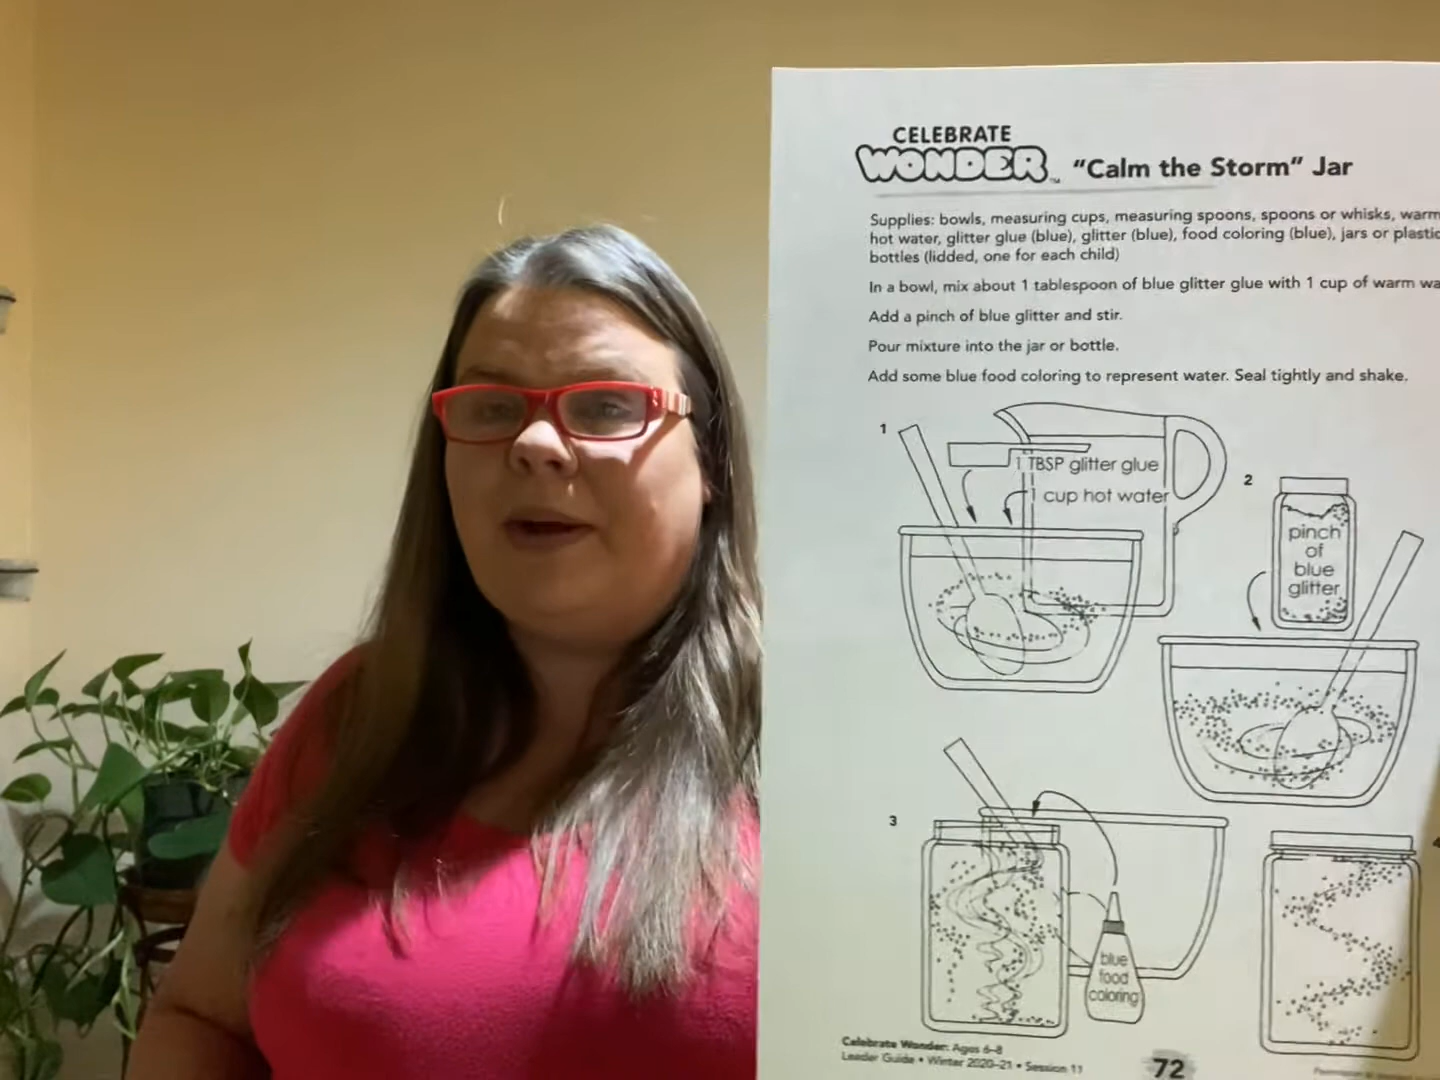 CELEBRATE
WONDER
"Calm the Storm" Jar
Supplies: bowls, measuring cups, measuring spoons, spoons or whisks, warm
hot water, glitter glue (blue), glitter (blue), food coloring (blue), jars or plastic
bottles (lidded, one for each child)
In a bowl, mix about 1 tablespoon of blue glitter glue with 1 cup of warm wa
Add a pinch of blue glitter and stir.
Pour mixture into the jar or bottle.
Add some blue food coloring to represent water. Seal tightly and shake.
1
1 TBSP glitter glue
1 cup hot water
2
pinch
of
blue
glitter
3
blue
food
coloring
Celebrate Wonder: Ages 6–8
Leader Guide • Winter 2020–21 • Session 11
72